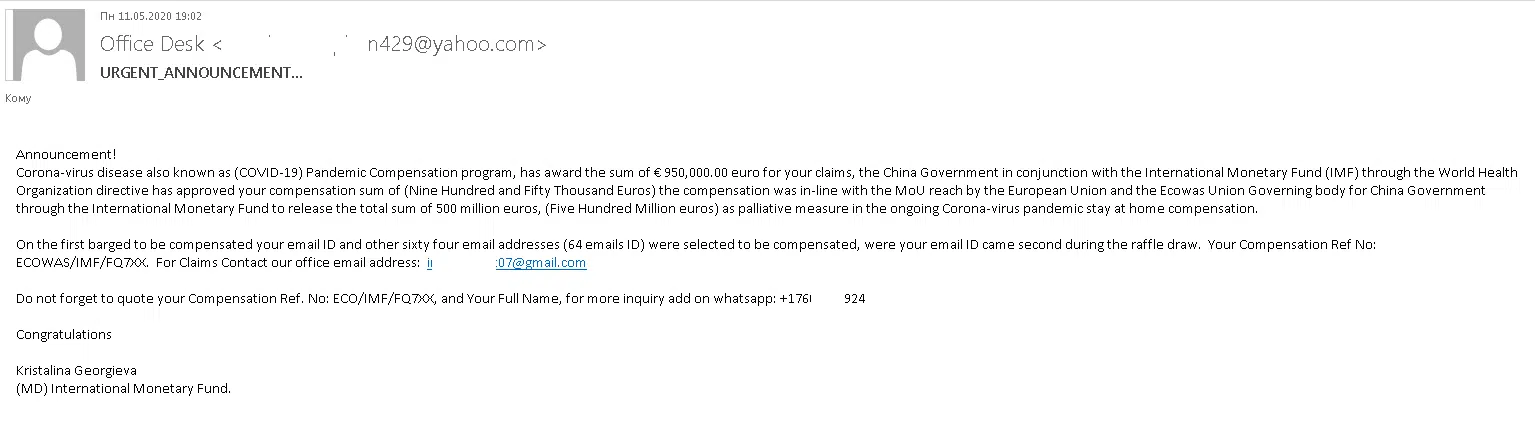 Пн 11.05.2020 19:02
Office Desk < n429@yahoo.com>
URGENT_ANNOUNCEMENT...
Кому
Announcement!
Corona-virus disease also known as (COVID-19) Pandemic Compensation program, has award the sum of € 950,000.00 euro for your claims, the China Government in conjunction with the International Monetary Fund (IMF) through the World Health
Organization directive has approved your compensation sum of (Nine Hundred and Fifty Thousand Euros) the compensation was in-line with the MoU reach by the European Union and the Ecowas Union Governing body for China Government
through the International Monetary Fund to release the total sum of 500 million euros, (Five Hundred Million euros) as palliative measure in the ongoing Corona-virus pandemic stay at home compensation.
On the first barged to be compensated your email ID and other sixty four email addresses (64 emails ID) were selected to be compensated, were your email ID came second during the raffle draw.  Your Compensation Ref No:
ECOWAS/IMF/FQ7XX.  For Claims Contact our office email address:  :07@gmail.com
Do not forget to quote your Compensation Ref. No: ECO/IMF/FQ7XX, and Your Full Name, for more inquiry add on whatsapp: +176 924
Congratulations
Kristalina Georgieva
(MD) International Monetary Fund.